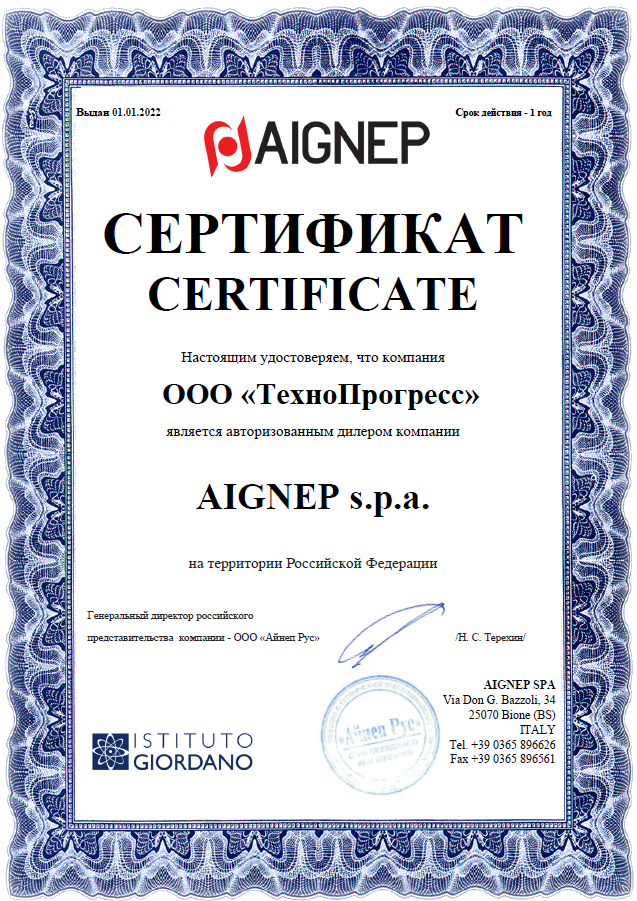 Выдан 01.01.2022
Срок действия - 1 год
AIGNEP
СЕРТИФИКАТ
CERTIFICATE
Настоящим удостоверяем, что компания
ООО «ТехноПрогресс»
является авторизованным дилером компании
AIGNEP s.p.a.
на территории Российской Федерации
Генеральный директор российского
представительства компании - ООО «Айнеп Рус»
/Н. С. Терехин/
«Айнеп Рус»
AIGNEP SPA
Via Don G. Bazzoli, 34
25070 Bione (BS)
ITALY
Tel. +39 0365 896626
Fax +39 0365 896561
ISTITUTO
GIORDANO